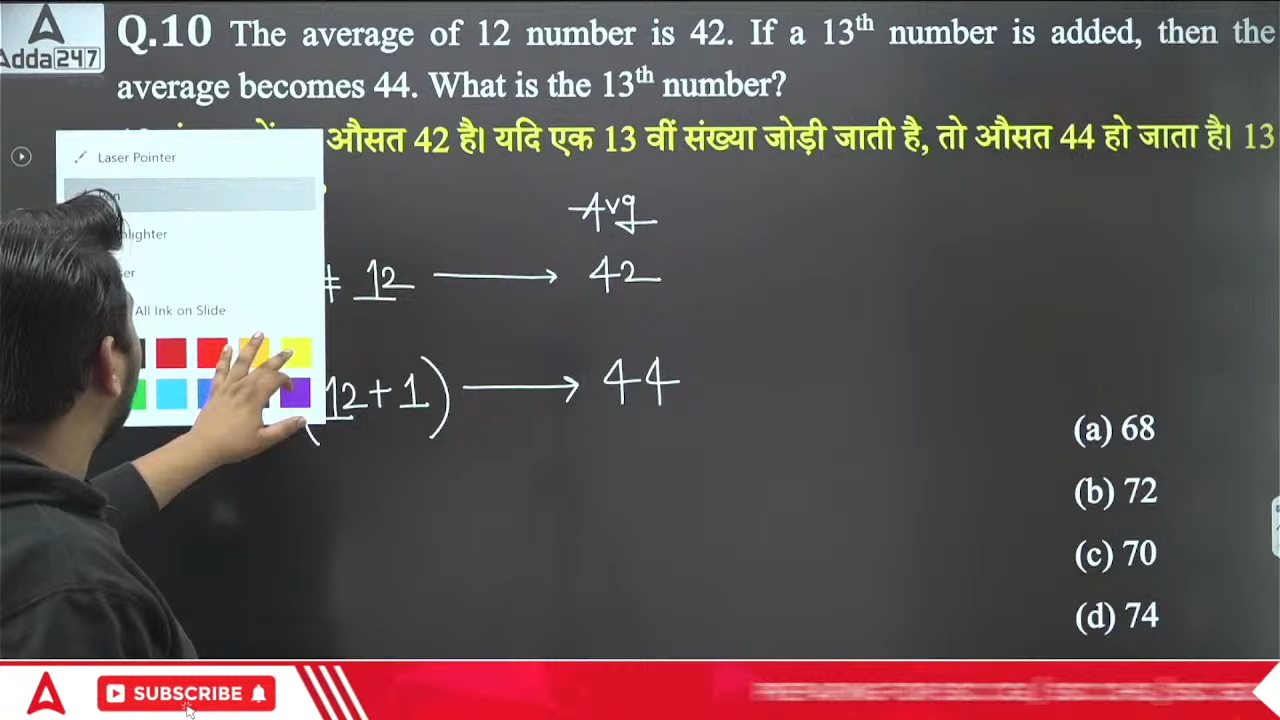 Adda247
Q.10 The average of 12 number is 42. If a 13th number is added, then the
average becomes 44. What is the 13th number?
औसत 42 है। यदि एक 13 वीं संख्या जोड़ी जाती है, तो औसत 44 हो जाता है। 13
Laser Pointer
All Ink on Slide
Avg
12 → 42
12 + 1) → 44
(a) 68
(b) 72
(c) 70
(d) 74
SUBSCRIBE